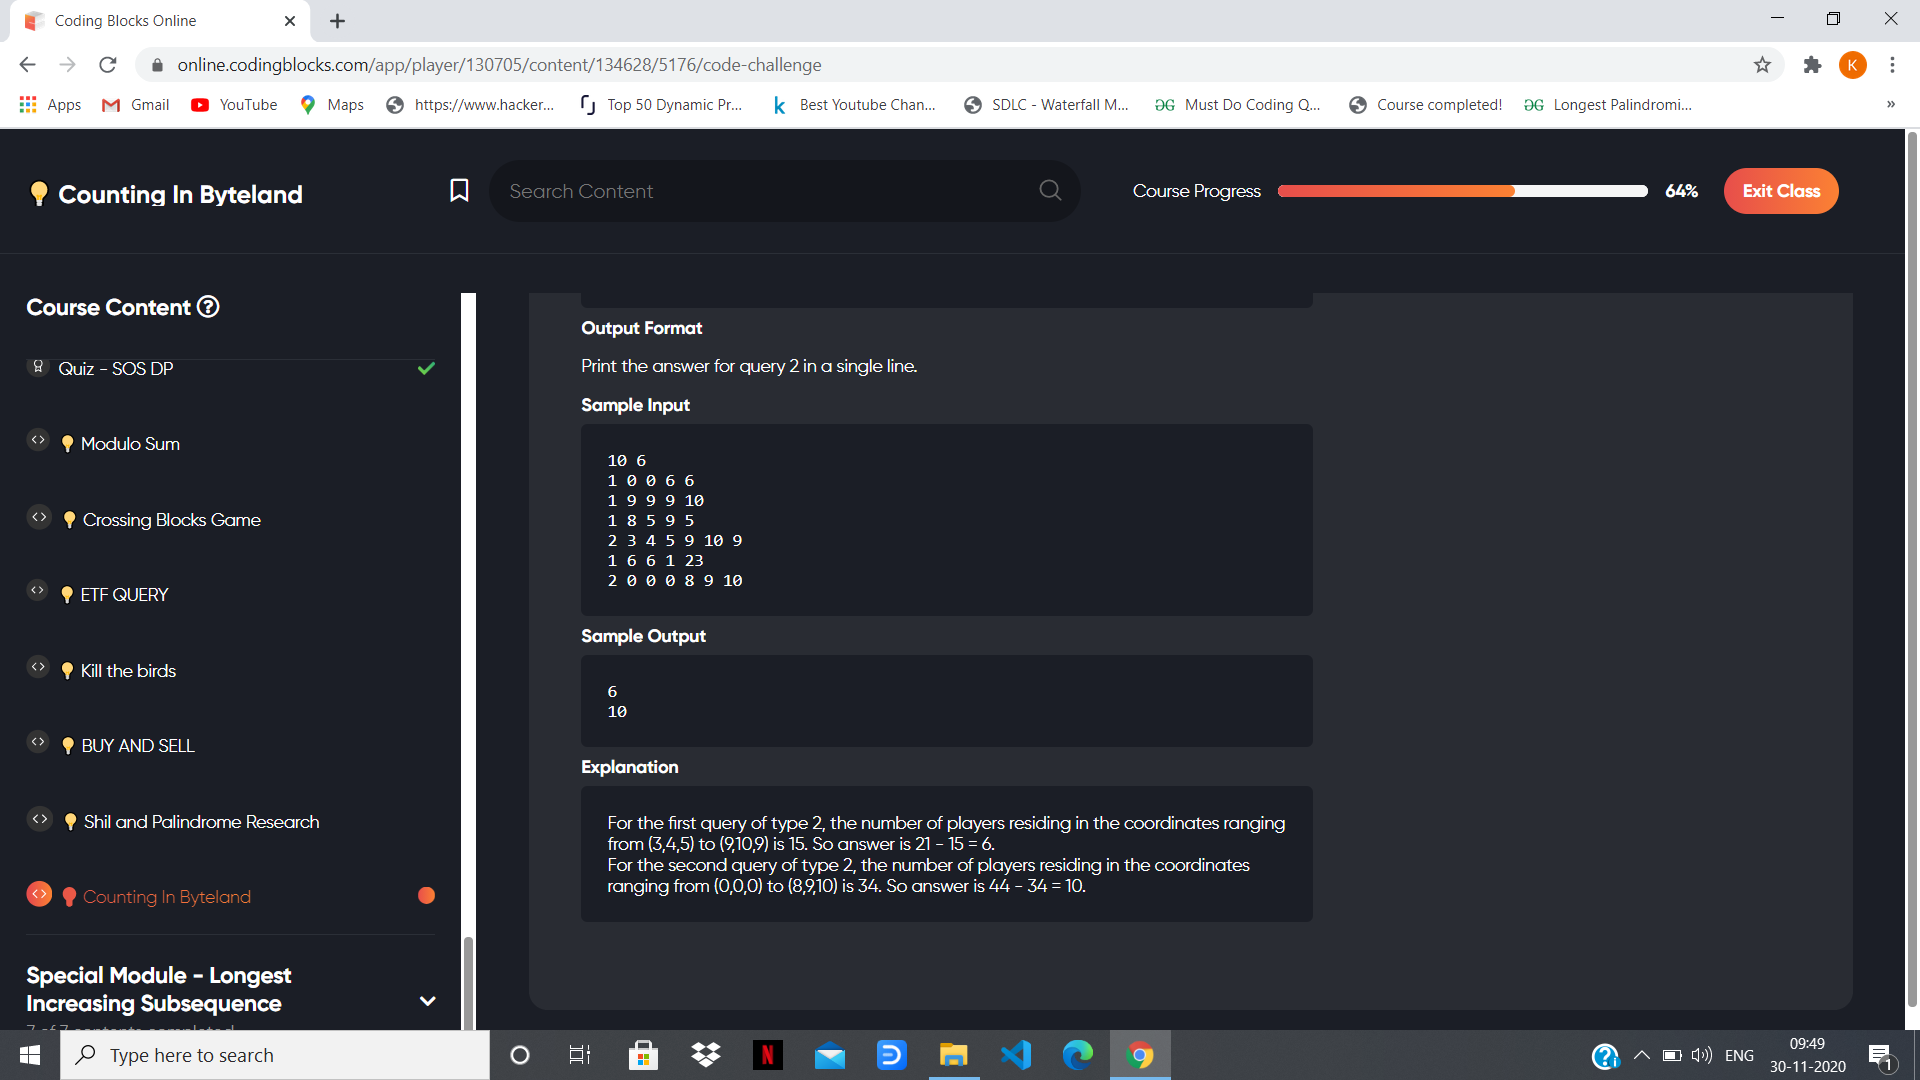 Coding Blocks Online
online.codingblocks.com/app/player/130705/content/134628/5176/code-challenge
K
Apps
Gmail
YouTube
Maps
https://www.hacker...
Top 50 Dynamic Pr...
Best Youtube Chan...
SDLC - Waterfall M...
Must Do Coding Q...
Course completed!
Longest Palindromi...
»
Counting In Byteland
Search Content
Course Progress
64%
Exit Class
Course Content
Quiz - SOS DP
Modulo Sum
Crossing Blocks Game
ETF QUERY
Kill the birds
BUY AND SELL
Shil and Palindrome Research
Counting In Byteland
Special Module - Longest
Increasing Subsequence
7 of 7 contents completed
Output Format
Print the answer for query 2 in a single line.
Sample Input
10 6
1 0 0 6 6
1 9 9 9 10
1 8 5 9 5
2 3 4 5 9 10 9
1 6 6 1 23
2 0 0 0 8 9 10
Sample Output
6
10
Explanation
For the first query of type 2, the number of players residing in the coordinates ranging
from (3,4,5) to (9,10,9) is 15. So answer is 21 - 15 = 6.
For the second query of type 2, the number of players residing in the coordinates
ranging from (0,0,0) to (8,9,10) is 34. So answer is 44 - 34 = 10.
Type here to search
ENG
09:49
30-11-2020
1